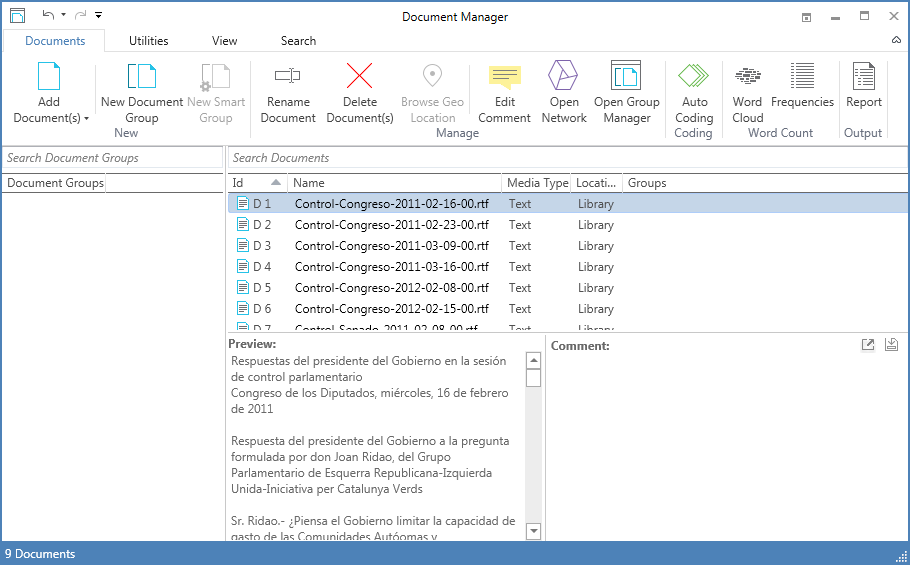 Document Manager
Documents Utilities View Search
Add Document(s)
New Document Group
New Smart Group
New
Rename Document
Delete Document(s)
Browse Geo Location
Edit Comment
Open Network
Open Group Manager
Manage
Auto Coding
Coding
Word Cloud
Frequencies
Word Count
Report
Output
Search Document Groups
Search Documents
Document Groups
Id Name Media Type Locati... Groups
D 1 Control-Congreso-2011-02-16-00.rtf Text Library
D 2 Control-Congreso-2011-02-23-00.rtf Text Library
D 3 Control-Congreso-2011-03-09-00.rtf Text Library
D 4 Control-Congreso-2011-03-16-00.rtf Text Library
D 5 Control-Congreso-2012-02-08-00.rtf Text Library
D 6 Control-Congreso-2012-02-15-00.rtf Text Library
D 7 Control-Senado-2011-02-08-00.rtf Text Library
Preview:
Respuestas del presidente del Gobierno en la sesión
de control parlamentario
Congreso de los Diputados, miércoles, 16 de febrero
de 2011
Respuesta del presidente del Gobierno a la pregunta
formulada por don Joan Ridao, del Grupo
Parlamentario de Esquerra Republicana-Izquierda
Unida-Iniciativa per Catalunya Verds
Sr. Ridao.- ¿Piensa el Gobierno limitar la capacidad de
gasto de las Comunidades Autóomas y
Comment:
9 Documents